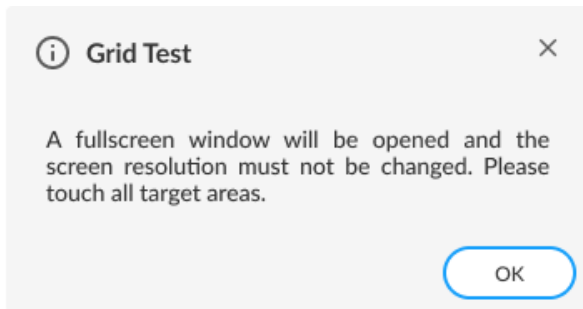 Grid Test
A fullscreen window will be opened and the
screen resolution must not be changed. Please
touch all target areas.
OK